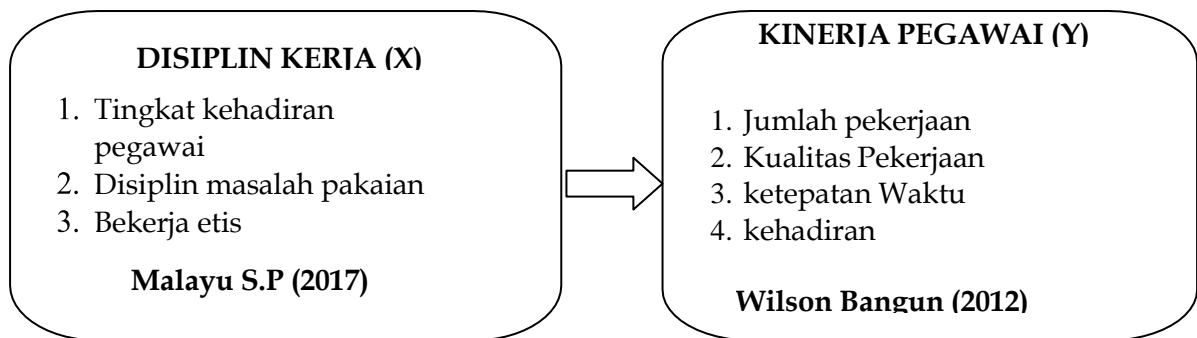 DISIPLIN KERJA (X)
1. Tingkat kehadiran
pegawai
2. Disiplin masalah pakaian
3. Bekerja etis
Malayu S.P (2017)
KINERJA PEGAWAI (Y)
1. Jumlah pekerjaan
2. Kualitas Pekerjaan
3. ketepatan Waktu
4. kehadiran
Wilson Bangun (2012)